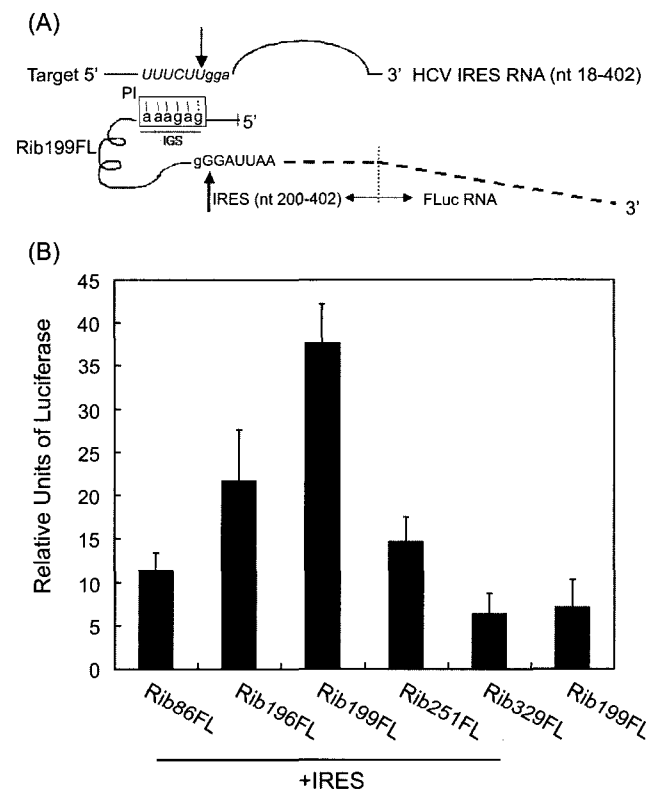 (A)
Target 5' UUUCUUgga 3' HCV IRES RNA (nt 18-402)
PI
aaagag 5'
IGS
Rib199FL
gGGAUUAA
IRES (nt 200-402) FLuc RNA
3'
(B)
Relative Units of Luciferase
45
40
35
30
25
20
15
10
5
0
Rib86FL
Rib196FL
Rib199FL
Rib251FL
Rib329FL
Rib199FL
+IRES